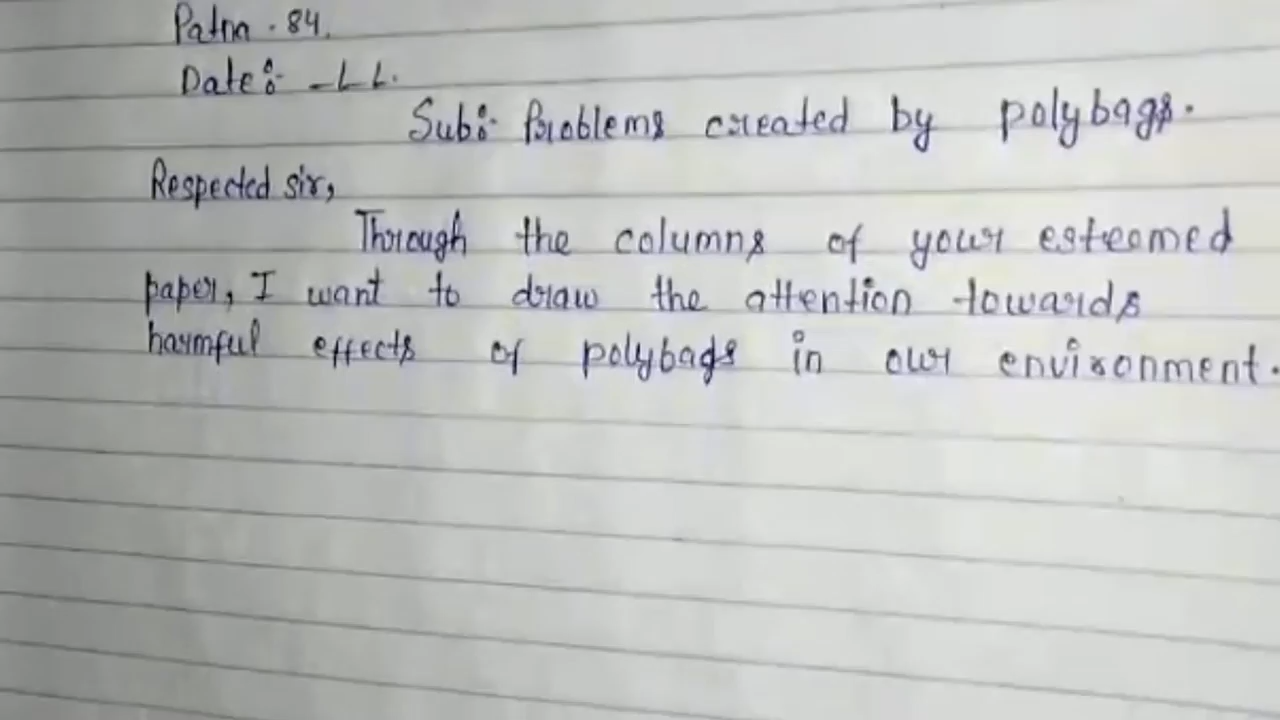 Patna - 84.
Date:- _LL.
Sub:- Problems created by polybags.
Respected sir,
Through the columns of your esteemed
paper, I want to draw the attention towards
harmful effects of polybags in our environment.